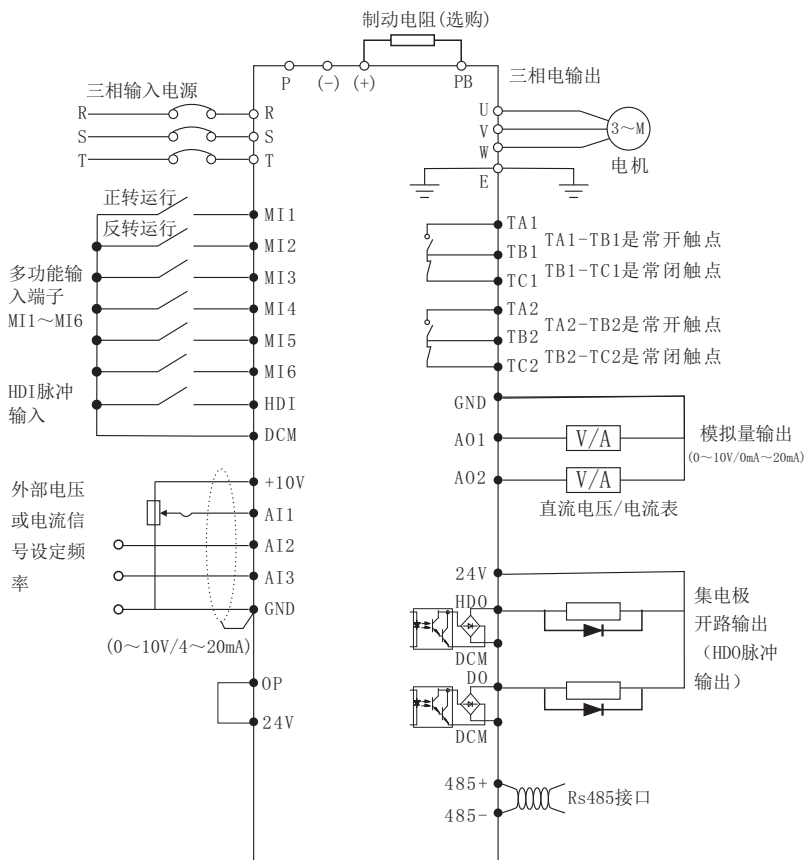 制动电阻(选购)
P (-) (+) PB
三相输入电源
R R
S S
T T
三相电输出
U
V
W
E
3～M
电机
正转运行
反转运行
多功能输
入端子
MI1～MI6
HDI脉冲
输入
MI1
MI2
MI3
MI4
MI5
MI6
HDI
DCM
TA1
TB1
TC1
TA1-TB1是常开触点
TB1-TC1是常闭触点
TA2
TB2
TC2
TA2-TB2是常开触点
TB2-TC2是常闭触点
GND
AO1
AO2
V/A
V/A
模拟量输出
(0～10V/0mA～20mA)
直流电压/电流表
外部电压
或电流信
号设定频
率
+10V
AI1
AI2
AI3
GND
(0～10V/4～20mA)
OP
24V
24V
HDO
DCM
DO
DCM
集电极
开路输出
（HDO脉冲
输出）
485+
485-
Rs485接口